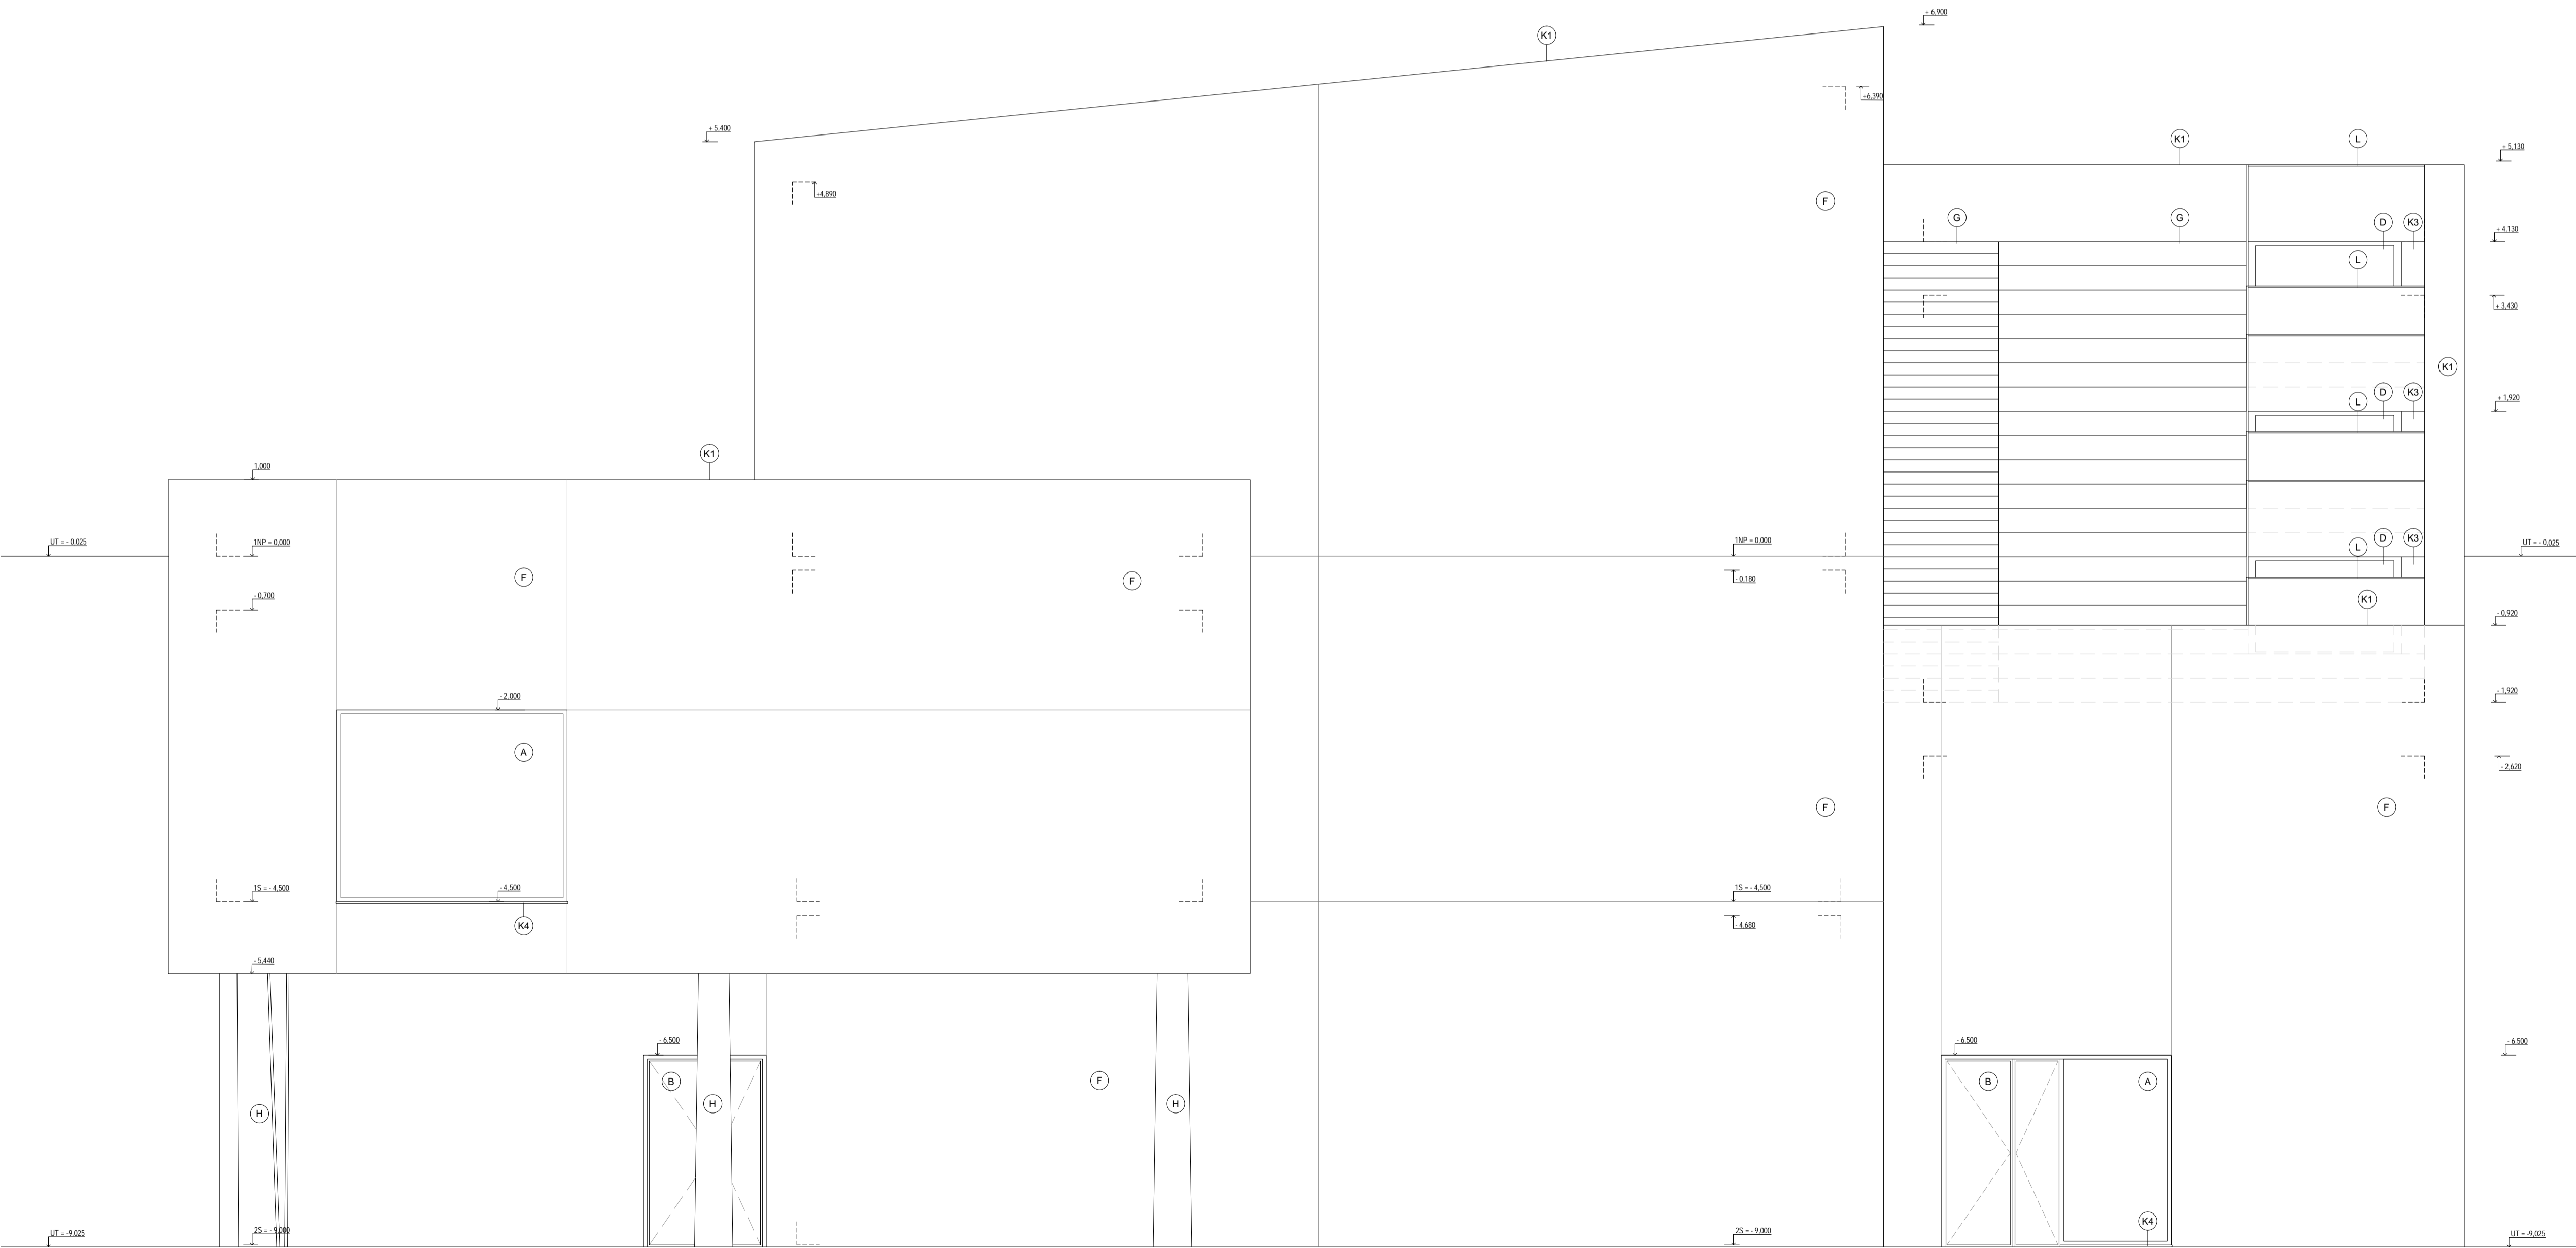 + 6,900
K1
+6,390
+ 5,400
K1
L
+ 5,130
+4,890
F
G
G
D
K3
+ 4,130
L
+ 3,430
K1
D
K3
L
+ 1,920
K1
1,000
UT = - 0,025
1NP = 0,000
1NP = 0,000
D
K3
L
UT = - 0,025
F
F
- 0,180
- 0,700
K1
- 0,920
- 2,000
- 1,920
A
- 2,620
F
F
1S = - 4,500
- 4,500
1S = - 4,500
K4
- 4,680
- 5,440
- 6,500
- 6,500
- 6,500
B
F
B
A
H
H
H
K4
UT = -9,025
2S = - 9,000
2S = - 9,000
UT = -9,025